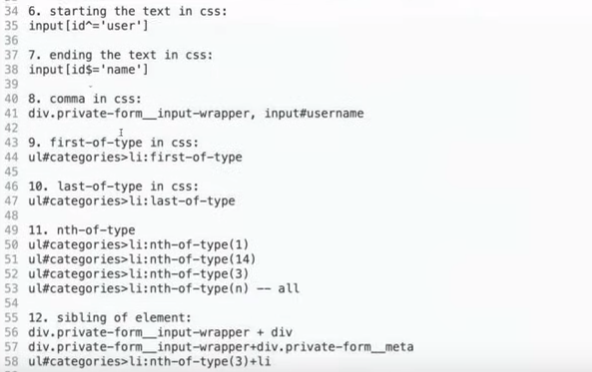 34 6. starting the text in css:
35 input[id^='user']
36
37 7. ending the text in css:
38 input[id$='name']
39
40 8. comma in css:
41 div.private-form__input-wrapper, input#username
42
43 9. first-of-type in css:
44 ul#categories>li:first-of-type
45
46 10. last-of-type in css:
47 ul#categories>li:last-of-type
48
49 11. nth-of-type
50 ul#categories>li:nth-of-type(1)
51 ul#categories>li:nth-of-type(14)
52 ul#categories>li:nth-of-type(3)
53 ul#categories>li:nth-of-type(n) -- all
54
55 12. sibling of element:
56 div.private-form__input-wrapper + div
57 div.private-form__input-wrapper+div.private-form__meta
58 ul#categories>li:nth-of-type(3)+li